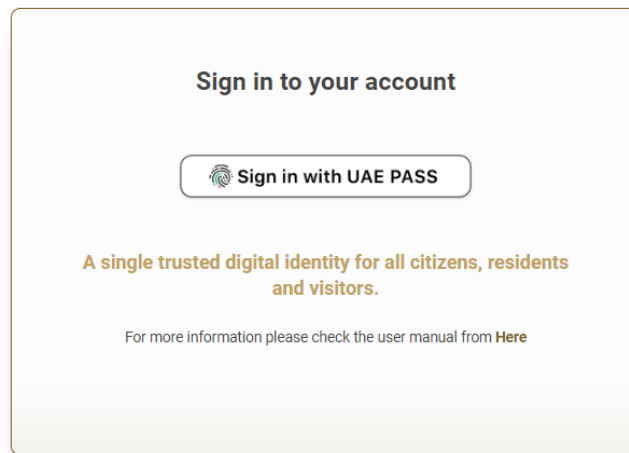 Sign in to your account
Sign in with UAE PASS
A single trusted digital identity for all citizens, residents
and visitors.
For more information please check the user manual from Here